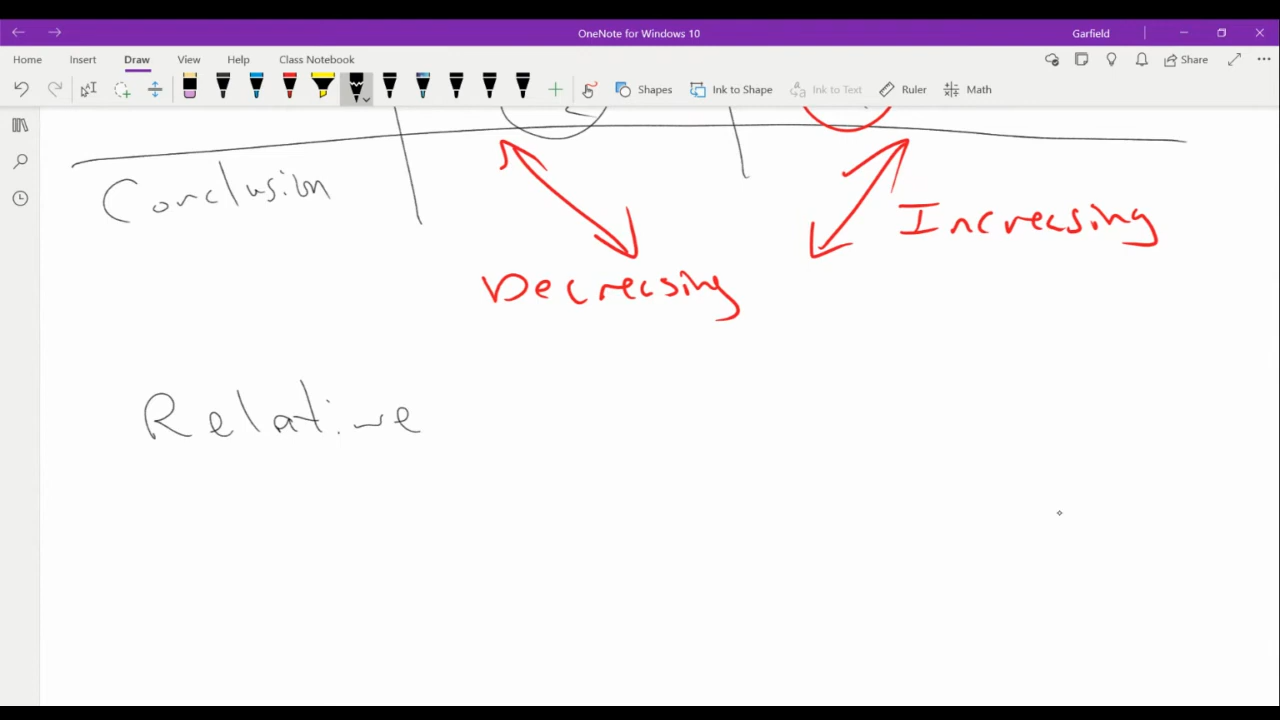 OneNote for Windows 10
Garfield
Home Insert Draw View Help Class Notebook
Share
Shapes Ink to Shape Ink to Text Ruler Math
Conclusion
Increasing
Decreasing
Relative